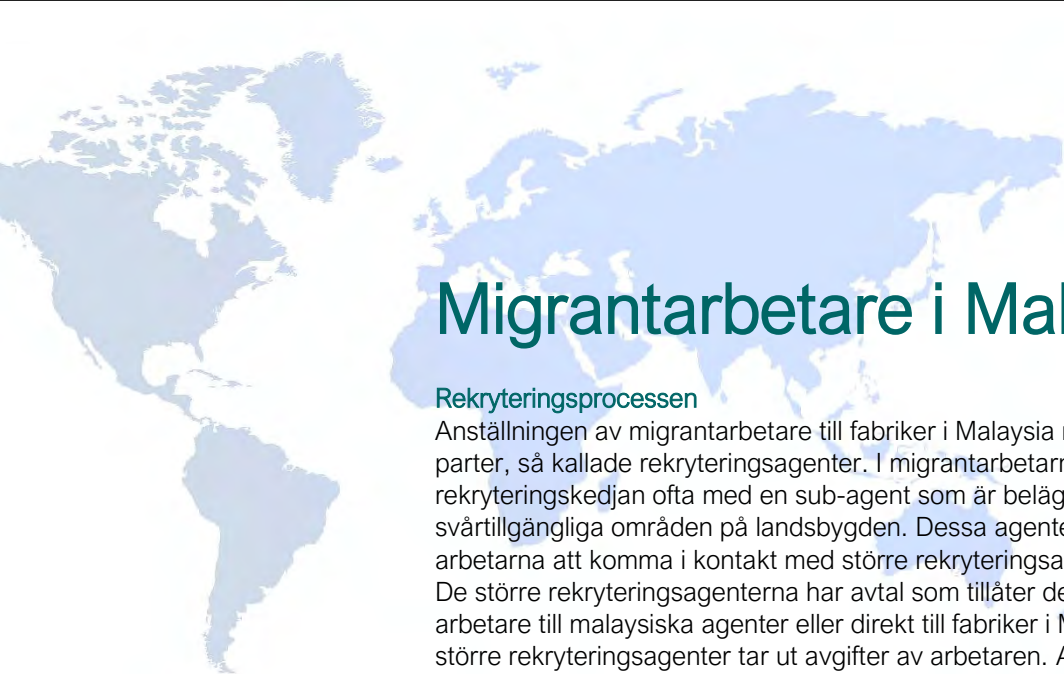 Migrantarbetare i Mal
Rekryteringsprocessen
Anställningen av migrantarbetare till fabriker i Malaysia
parter, så kallade rekryteringsagenter. I migrantarbetar
rekryteringskedjan ofta med en sub-agent som är beläg
svårtillgängliga områden på landsbygden. Dessa agente
arbetarna att komma i kontakt med större rekryteringsa
De större rekryteringsagenterna har avtal som tillåter de
arbetare till malaysiska agenter eller direkt till fabriker i
större rekryteringsagenter tar ut avgifter av arbetaren. A